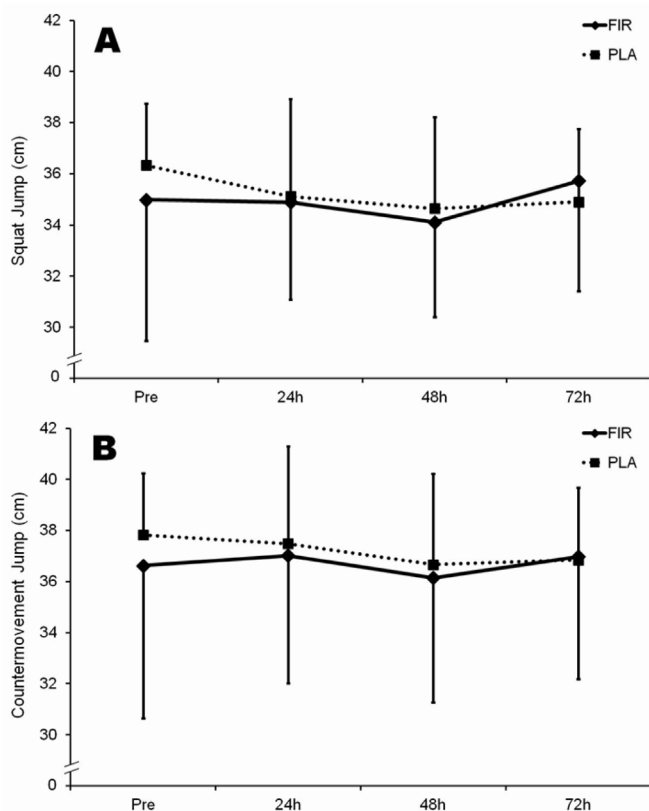 A
FIR
PLA
Squat Jump (cm)
42
40
38
36
34
32
30
0
Pre 24h 48h 72h
B
FIR
PLA
Countermovement Jump (cm)
42
40
38
36
34
32
30
0
Pre 24h 48h 72h